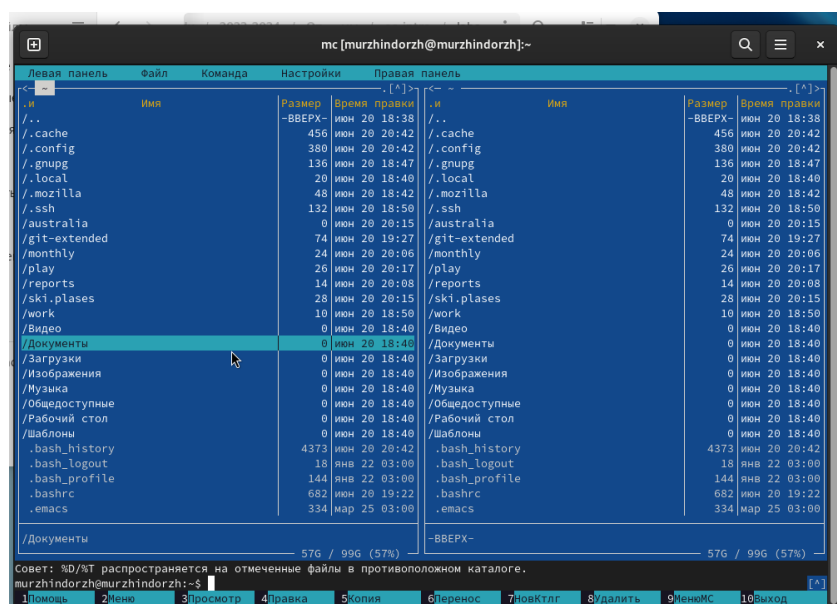 mc [murzhindorzh@murzhindorzh]:~
Левая панель Файл Команда Настройки Правая панель
<— ~ .[^]> <— ~ .[^]>
.и Имя Размер Время правки .и Имя Размер Время правки
/.. -ВВЕРХ- июн 20 18:38 /.. -ВВЕРХ- июн 20 18:38
/.cache 456 июн 20 20:42 /.cache 456 июн 20 20:42
/.config 380 июн 20 20:42 /.config 380 июн 20 20:42
/.gnupg 136 июн 20 18:47 /.gnupg 136 июн 20 18:47
/.local 20 июн 20 18:40 /.local 20 июн 20 18:40
/.mozilla 48 июн 20 18:42 /.mozilla 48 июн 20 18:42
/.ssh 132 июн 20 18:50 /.ssh 132 июн 20 18:50
/australia 0 июн 20 20:15 /australia 0 июн 20 20:15
/git-extended 74 июн 20 19:27 /git-extended 74 июн 20 19:27
/monthly 24 июн 20 20:06 /monthly 24 июн 20 20:06
/play 26 июн 20 20:17 /play 26 июн 20 20:17
/reports 14 июн 20 20:08 /reports 14 июн 20 20:08
/ski.plases 28 июн 20 20:15 /ski.plases 28 июн 20 20:15
/work 10 июн 20 18:50 /work 10 июн 20 18:50
/Видео 0 июн 20 18:40 /Видео 0 июн 20 18:40
/Документы 0 июн 20 18:40 /Документы 0 июн 20 18:40
/Загрузки 0 июн 20 18:40 /Загрузки 0 июн 20 18:40
/Изображения 0 июн 20 18:40 /Изображения 0 июн 20 18:40
/Музыка 0 июн 20 18:40 /Музыка 0 июн 20 18:40
/Общедоступные 0 июн 20 18:40 /Общедоступные 0 июн 20 18:40
/Рабочий стол 0 июн 20 18:40 /Рабочий стол 0 июн 20 18:40
/Шаблоны 0 июн 20 18:40 /Шаблоны 0 июн 20 18:40
.bash_history 4373 июн 20 20:42 .bash_history 4373 июн 20 20:42
.bash_logout 18 янв 22 03:00 .bash_logout 18 янв 22 03:00
.bash_profile 144 янв 22 03:00 .bash_profile 144 янв 22 03:00
.bashrc 682 июн 20 19:22 .bashrc 682 июн 20 19:22
.emacs 334 мар 25 03:00 .emacs 334 мар 25 03:00
/Документы -ВВЕРХ-
57G / 99G (57%) 57G / 99G (57%)
Совет: %D/%T распространяется на отмеченные файлы в противоположном каталоге.
murzhindorzh@murzhindorzh:~$ [^]
1Помощь 2Меню 3Просмотр 4Правка 5Копия 6Перенос 7НовКтлг 8Удалить 9МенюМС 10Выход